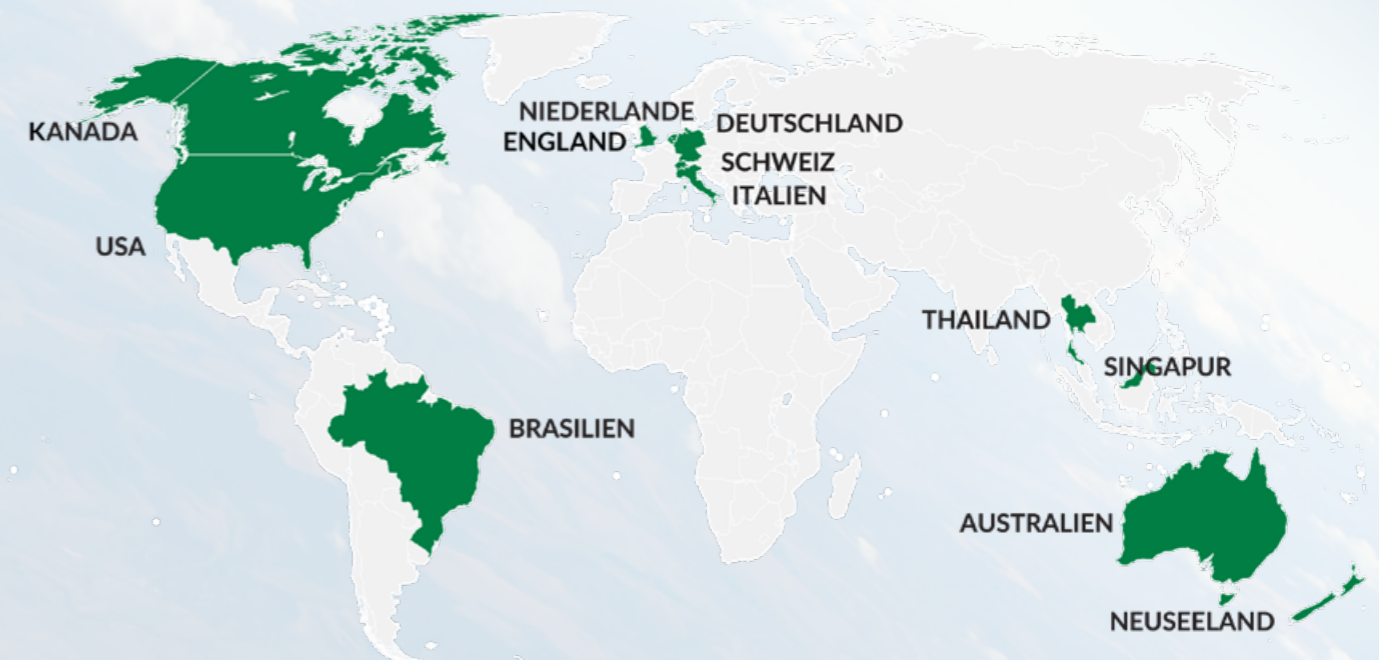 NIEDERLANDE
DEUTSCHLAND
KANADA
ENGLAND
SCHWEIZ
ITALIEN
USA
THAILAND
SINGAPUR
BRASILIEN
AUSTRALIEN
NEUSEELAND